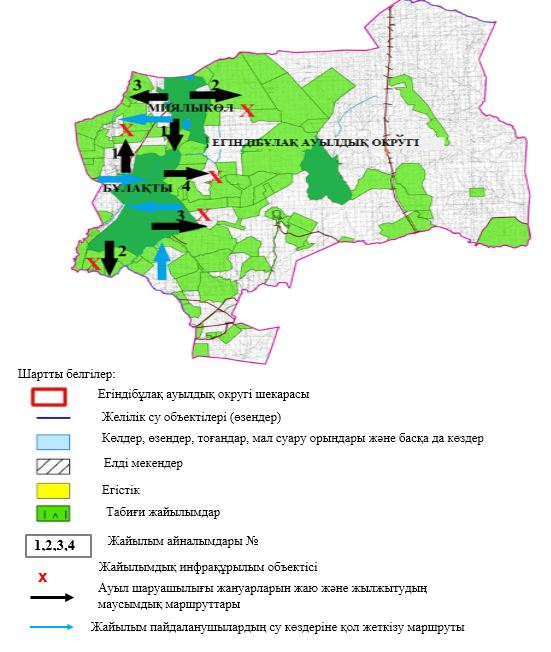 3
2
МИЯЛЫКӨЛ
1
ЕГІНДІБҰЛАҚ АУЫЛДЫҚ ОКРУГІ
1
БҰЛАҚТЫ
4
3
2
Шартты белгілер:
Егіндібұлақ ауылдық округі шекарасы
Желілік су объектілері (өзендер)
Көлдер, өзендер, тоғандар, мал суару орындары және басқа да көздер
Елді мекендер
Егістік
Табиғи жайылымдар
1,2,3,4 Жайылым айналымдары №
Жайылымдық инфрақұрылым объектісі
X
Ауыл шаруашылығы жануарларын жаю және жылжытудың
маусымдық маршруттары
Жайылым пайдаланушылардың су көздеріне қол жеткізу маршруты